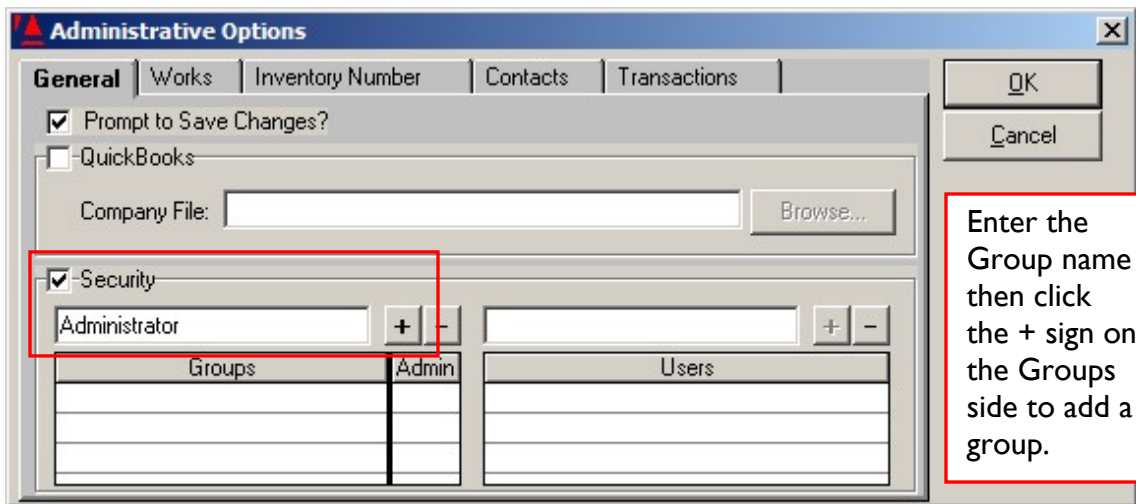 Administrative Options
General Works Inventory Number Contacts Transactions
OK
Prompt to Save Changes?
Cancel
QuickBooks
Company File: Browse...
Security
Administrator + - + -
Groups Admin Users
Enter the
Group name
then click
the + sign on
the Groups
side to add a
group.